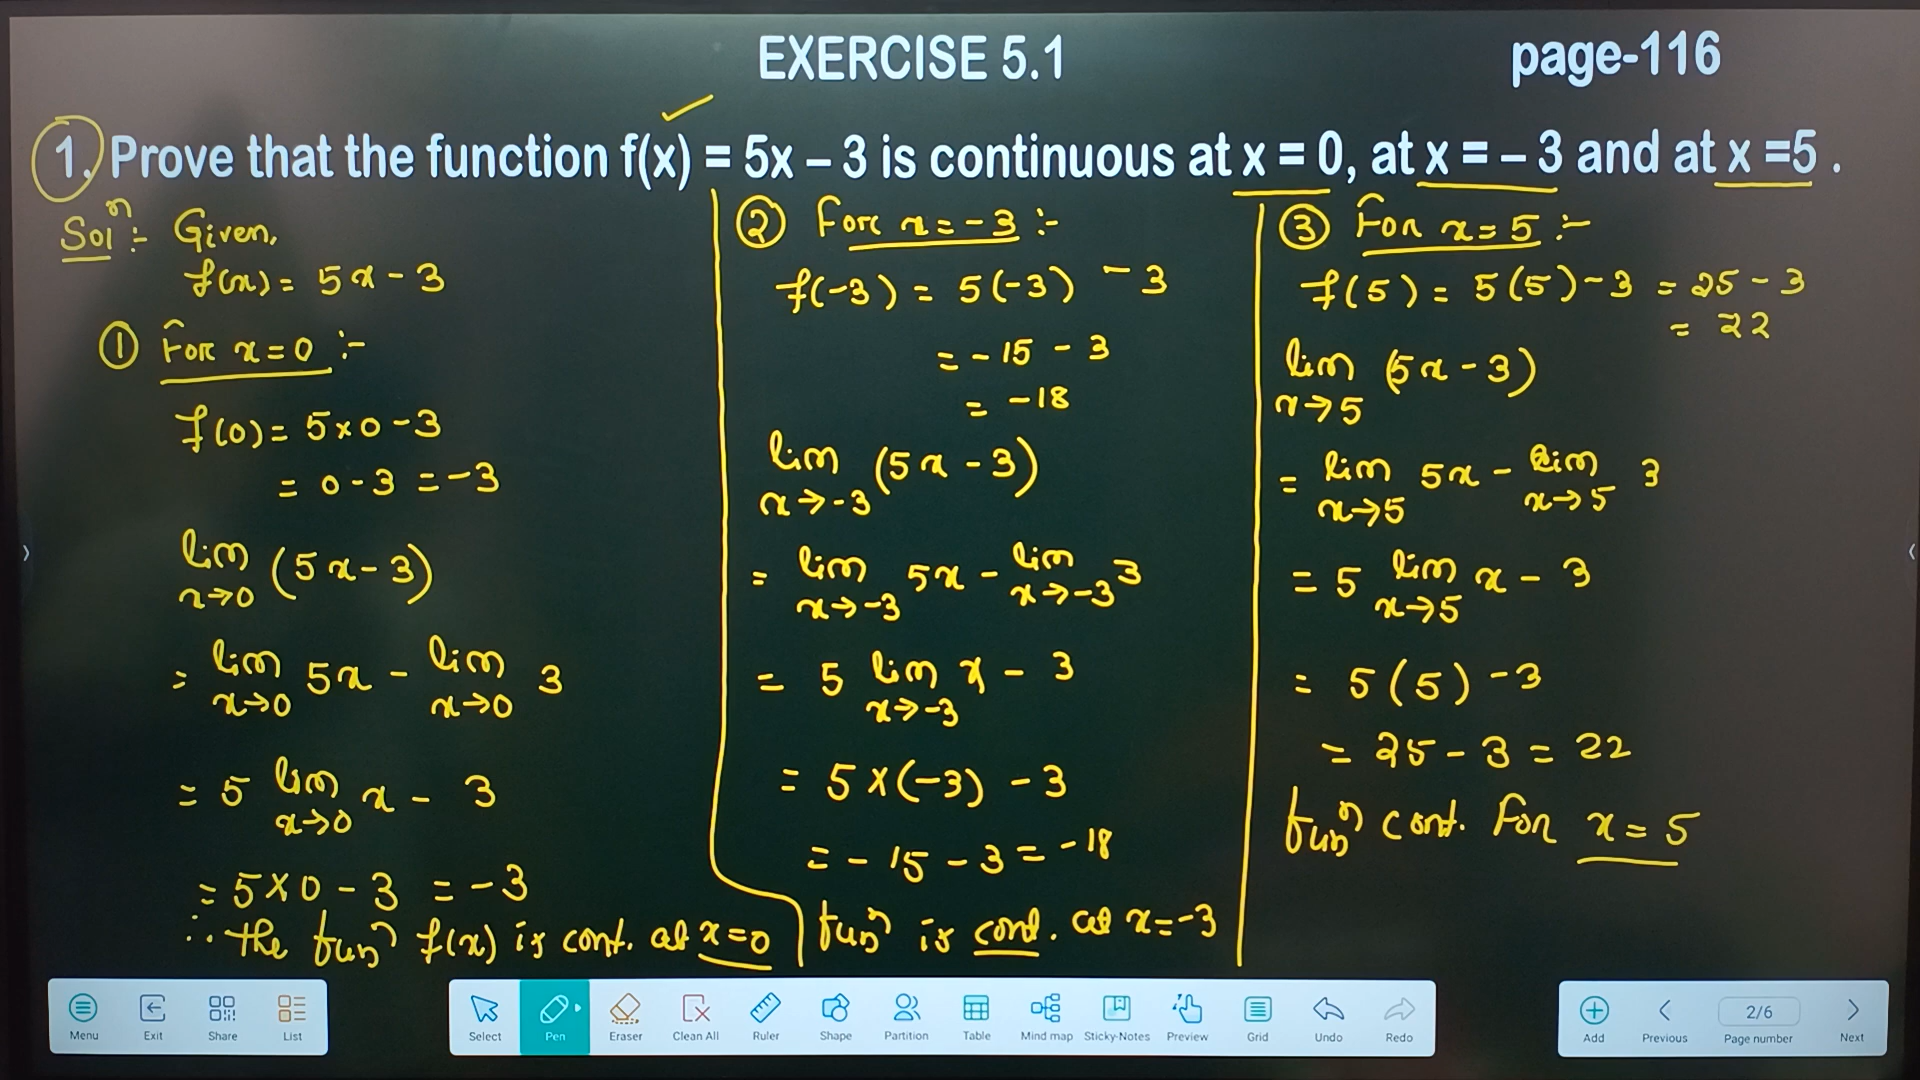 EXERCISE 5.1
page-116
1. Prove that the function f(x) = 5x – 3 is continuous at x = 0, at x = – 3 and at x =5 .
Solⁿ :- Given,
f(x) = 5x - 3
① For x = 0 :-
f(0) = 5×0 - 3
= 0 - 3 = -3
lim (5x - 3)
x→0
= lim 5x - lim 3
x→0 x→0
= 5 lim x - 3
x→0
= 5×0 - 3 = -3
∴ the funⁿ f(x) is cont. at x=0
② For x = -3 :-
f(-3) = 5(-3) - 3
= -15 - 3
= -18
lim (5x - 3)
x→-3
= lim 5x - lim 3
x→-3 x→-3
= 5 lim x - 3
x→-3
= 5×(-3) - 3
= -15 - 3 = -18
funⁿ is cont. at x=-3
③ For x = 5 :-
f(5) = 5(5) - 3 = 25 - 3
= 22
lim (5x - 3)
x→5
= lim 5x - lim 3
x→5 x→5
= 5 lim x - 3
x→5
= 5(5) - 3
= 25 - 3 = 22
funⁿ cont. for x = 5
Menu Exit Share List
Select Pen Eraser Clean All Ruler Shape Partition Table Mind map Sticky-Notes Preview Grid Undo Redo
2/6
Add Previous Page number Next